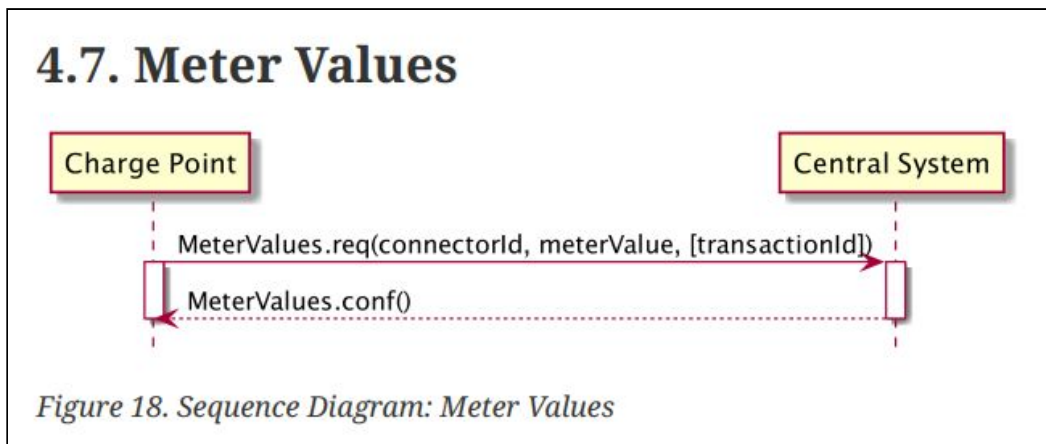 4.7. Meter Values
Charge Point
Central System
MeterValues.req(connectorId, meterValue, [transactionId])
MeterValues.conf()
Figure 18. Sequence Diagram: Meter Values